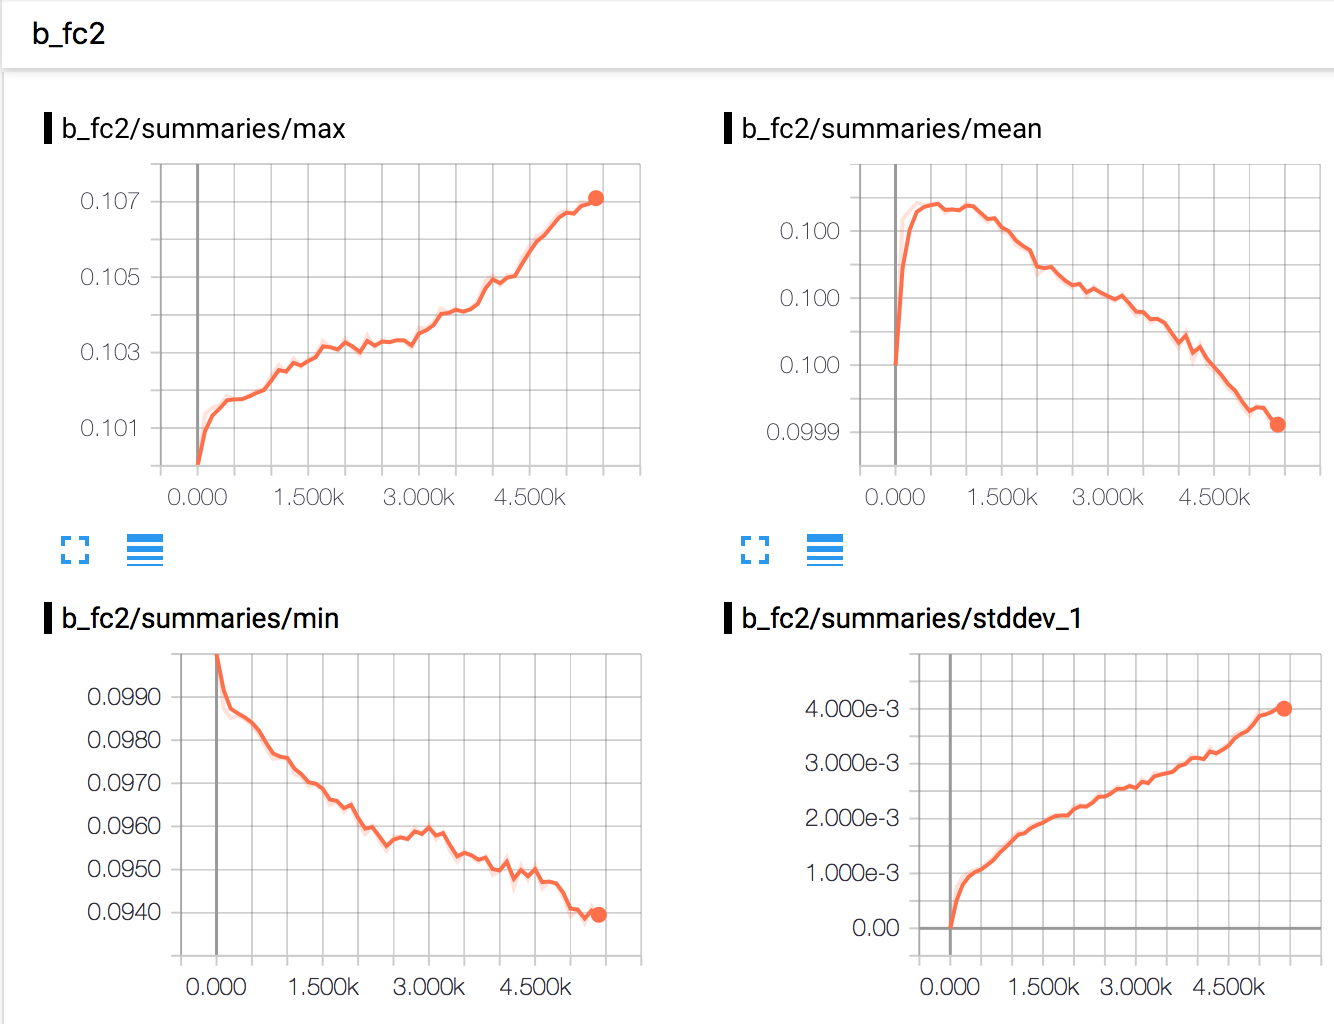 b_fc2
b_fc2/summaries/max
0.107
0.105
0.103
0.101
0.000 1.500k 3.000k 4.500k
b_fc2/summaries/mean
0.100
0.100
0.100
0.0999
0.000 1.500k 3.000k 4.500k
b_fc2/summaries/min
0.0990
0.0980
0.0970
0.0960
0.0950
0.0940
0.000 1.500k 3.000k 4.500k
b_fc2/summaries/stddev_1
4.000e-3
3.000e-3
2.000e-3
1.000e-3
0.00
0.000 1.500k 3.000k 4.500k